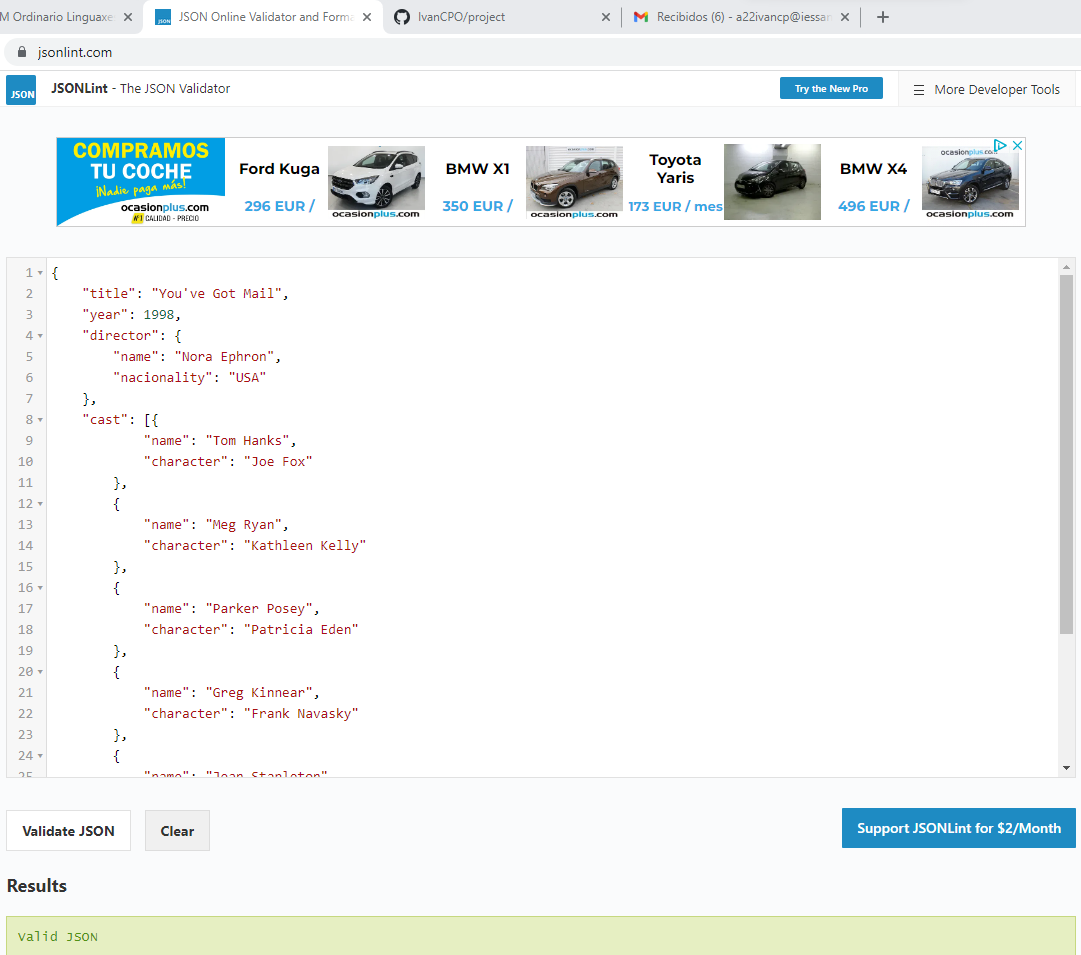 M Ordinario Linguaxe
JSON Online Validator and Forma
IvanCPO/project
Recibidos (6) - a22ivancp@iessan
jsonlint.com
JSON
JSONLint - The JSON Validator
Try the New Pro
More Developer Tools
COMPRAMOS
TU COCHE
¡Nadie paga más!
ocasionplus.com
Nº1 CALIDAD - PRECIO
Ford Kuga
296 EUR /
ocasionplus.com
BMW X1
350 EUR /
ocasionplus.com
Toyota
Yaris
173 EUR / mes
BMW X4
496 EUR /
ocasionplus.com
ocasionplus.com
1 {
2 "title": "You've Got Mail",
3 "year": 1998,
4 "director": {
5 "name": "Nora Ephron",
6 "nacionality": "USA"
7 },
8 "cast": [{
9 "name": "Tom Hanks",
10 "character": "Joe Fox"
11 },
12 {
13 "name": "Meg Ryan",
14 "character": "Kathleen Kelly"
15 },
16 {
17 "name": "Parker Posey",
18 "character": "Patricia Eden"
19 },
20 {
21 "name": "Greg Kinnear",
22 "character": "Frank Navasky"
23 },
24 {
25 "name": "Jean Stapleton"
Validate JSON
Clear
Support JSONLint for $2/Month
Results
Valid JSON